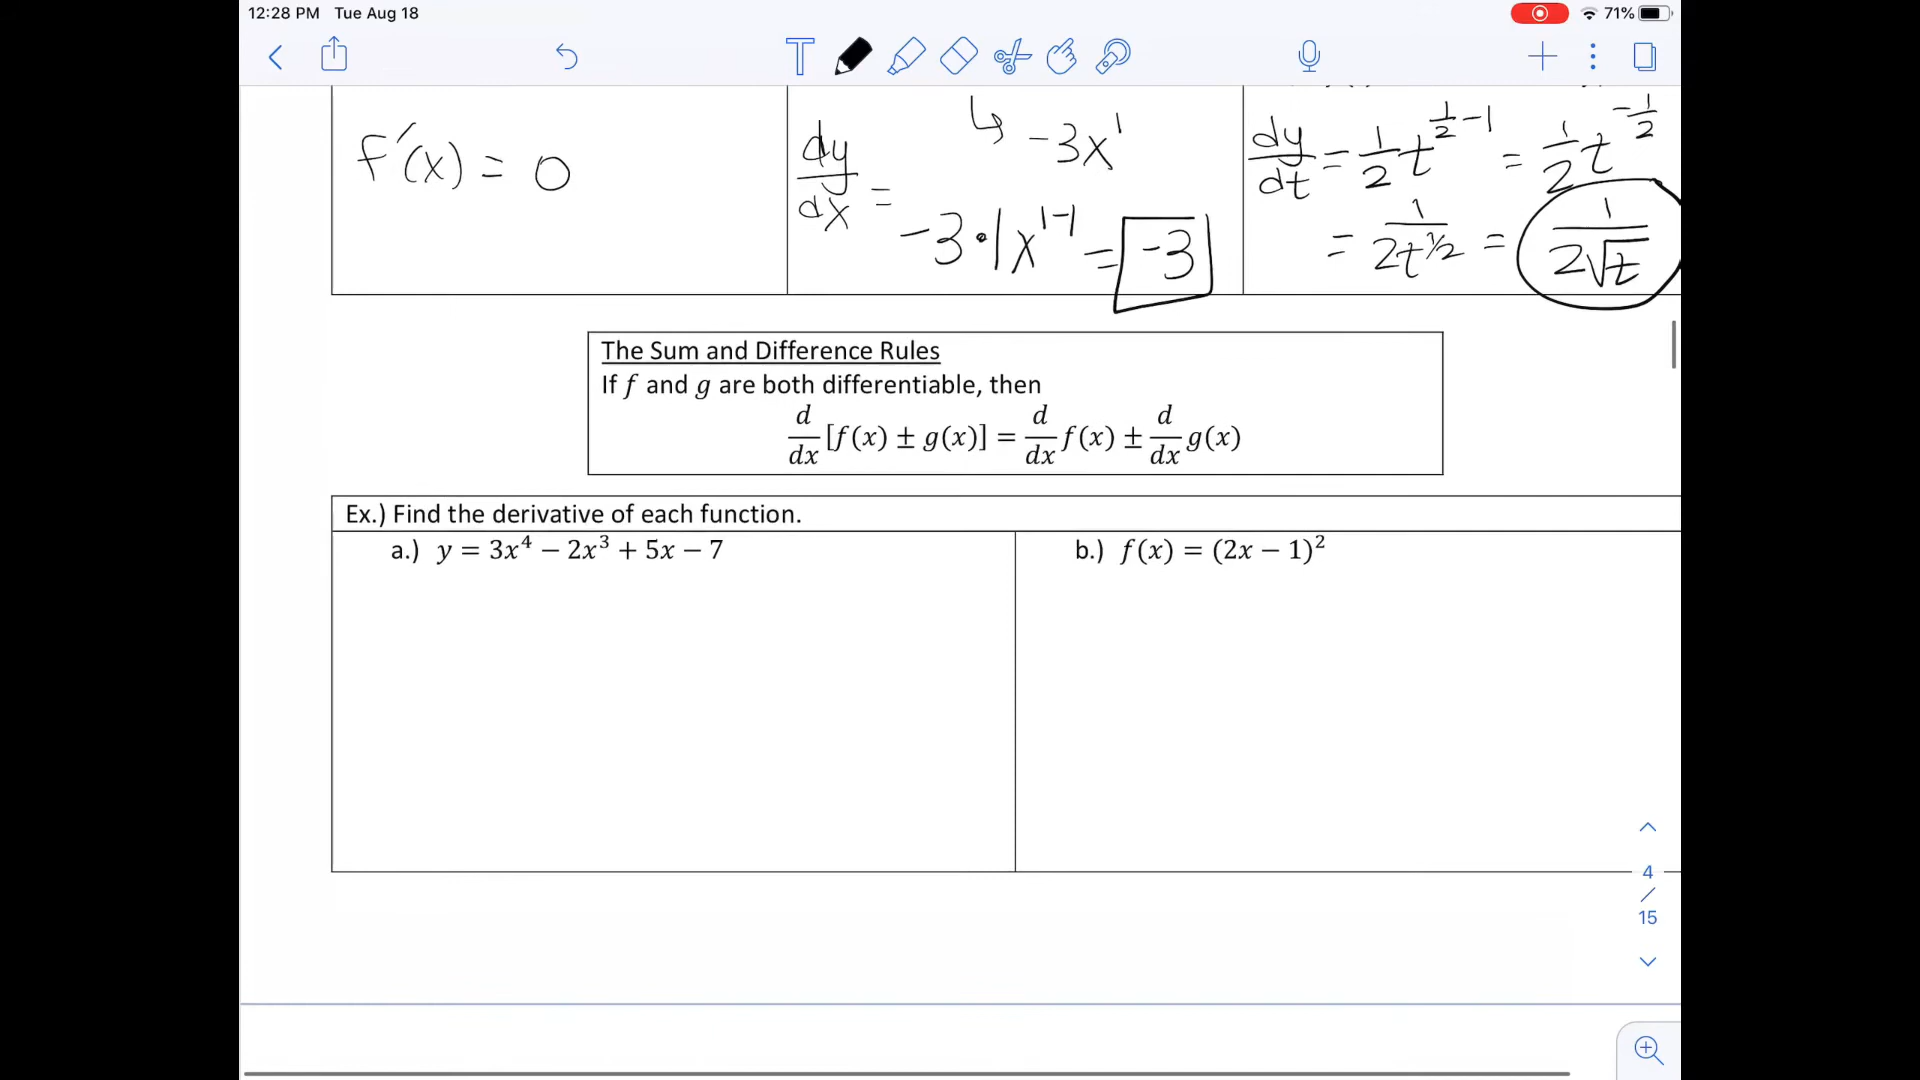 12:28 PM Tue Aug 18
71%
T
f'(x) = 0
dy/dx =
↳ -3x^1
-3·1x^{1-1} = -3
dy/dt = 1/2 t^{1/2-1} = 1/2 t^{-1/2}
= 1/(2t^{1/2}) = 1/(2√t)
The Sum and Difference Rules
If f and g are both differentiable, then
d/dx [f(x) ± g(x)] = d/dx f(x) ± d/dx g(x)
Ex.) Find the derivative of each function.
a.) y = 3x⁴ − 2x³ + 5x − 7
b.) f(x) = (2x − 1)²
4
/
15